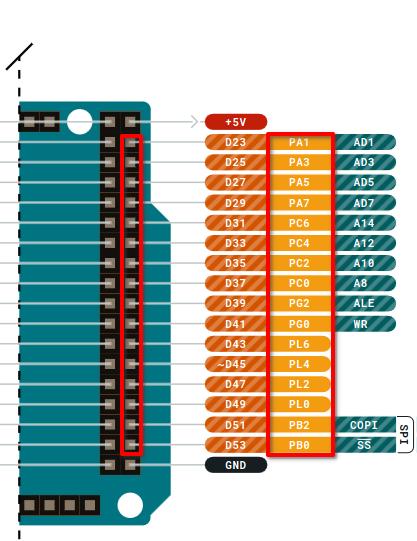 +5V
D23 PA1 AD1
D25 PA3 AD3
D27 PA5 AD5
D29 PA7 AD7
D31 PC6 A14
D33 PC4 A12
D35 PC2 A10
D37 PC0 A8
D39 PG2 ALE
D41 PG0 WR
D43 PL6
~D45 PL4
D47 PL2
D49 PL0
D51 PB2 COPI
D53 PB0 SS
SPI
GND